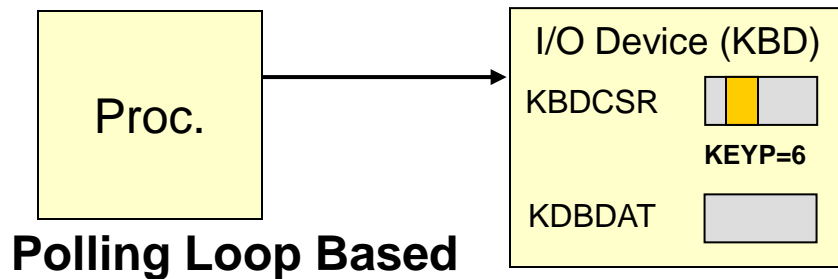 I/O Device (KBD)
Proc.
KBDCSR
KEYP=6
KDBDAT
Polling Loop Based